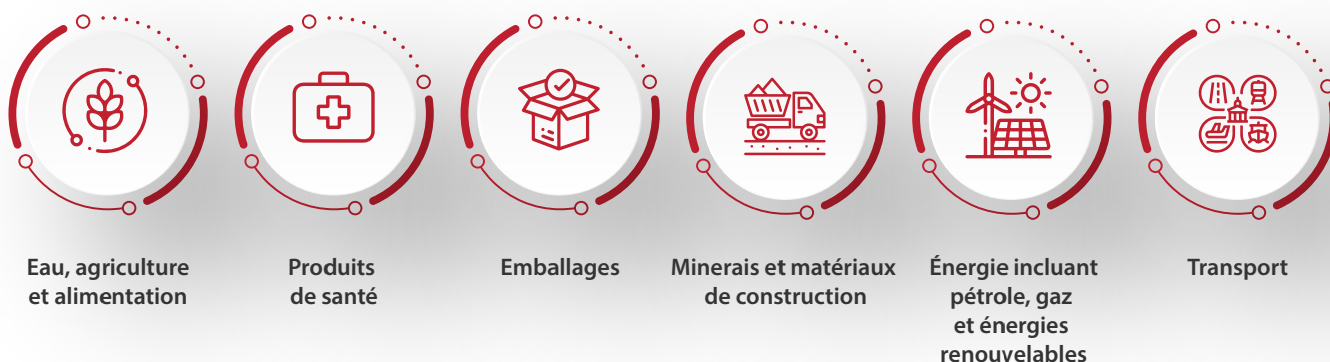 Eau, agriculture
et alimentation
Produits
de santé
Emballages
Minerais et matériaux
de construction
Énergie incluant
pétrole, gaz
et énergies
renouvelables
Transport